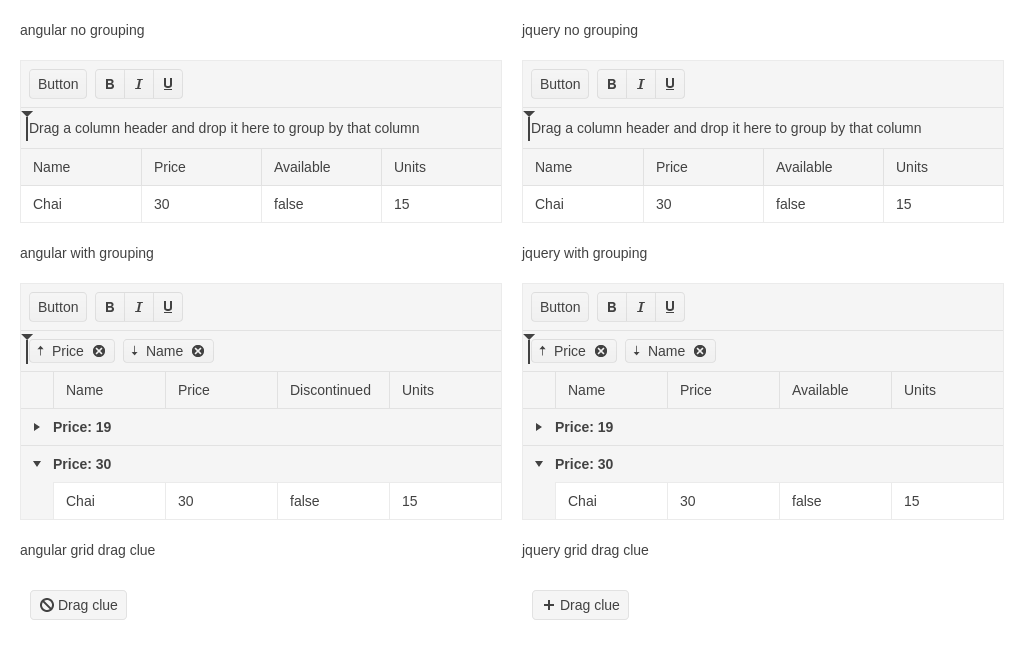 angular no grouping
Button B I U
Drag a column header and drop it here to group by that column
Name Price Available Units
Chai 30 false 15
jquery no grouping
Button B I U
Drag a column header and drop it here to group by that column
Name Price Available Units
Chai 30 false 15
angular with grouping
Button B I U
Price Name
Name Price Discontinued Units
Price: 19
Price: 30
Chai 30 false 15
jquery with grouping
Button B I U
Price Name
Name Price Available Units
Price: 19
Price: 30
Chai 30 false 15
angular grid drag clue
Drag clue
jquery grid drag clue
Drag clue